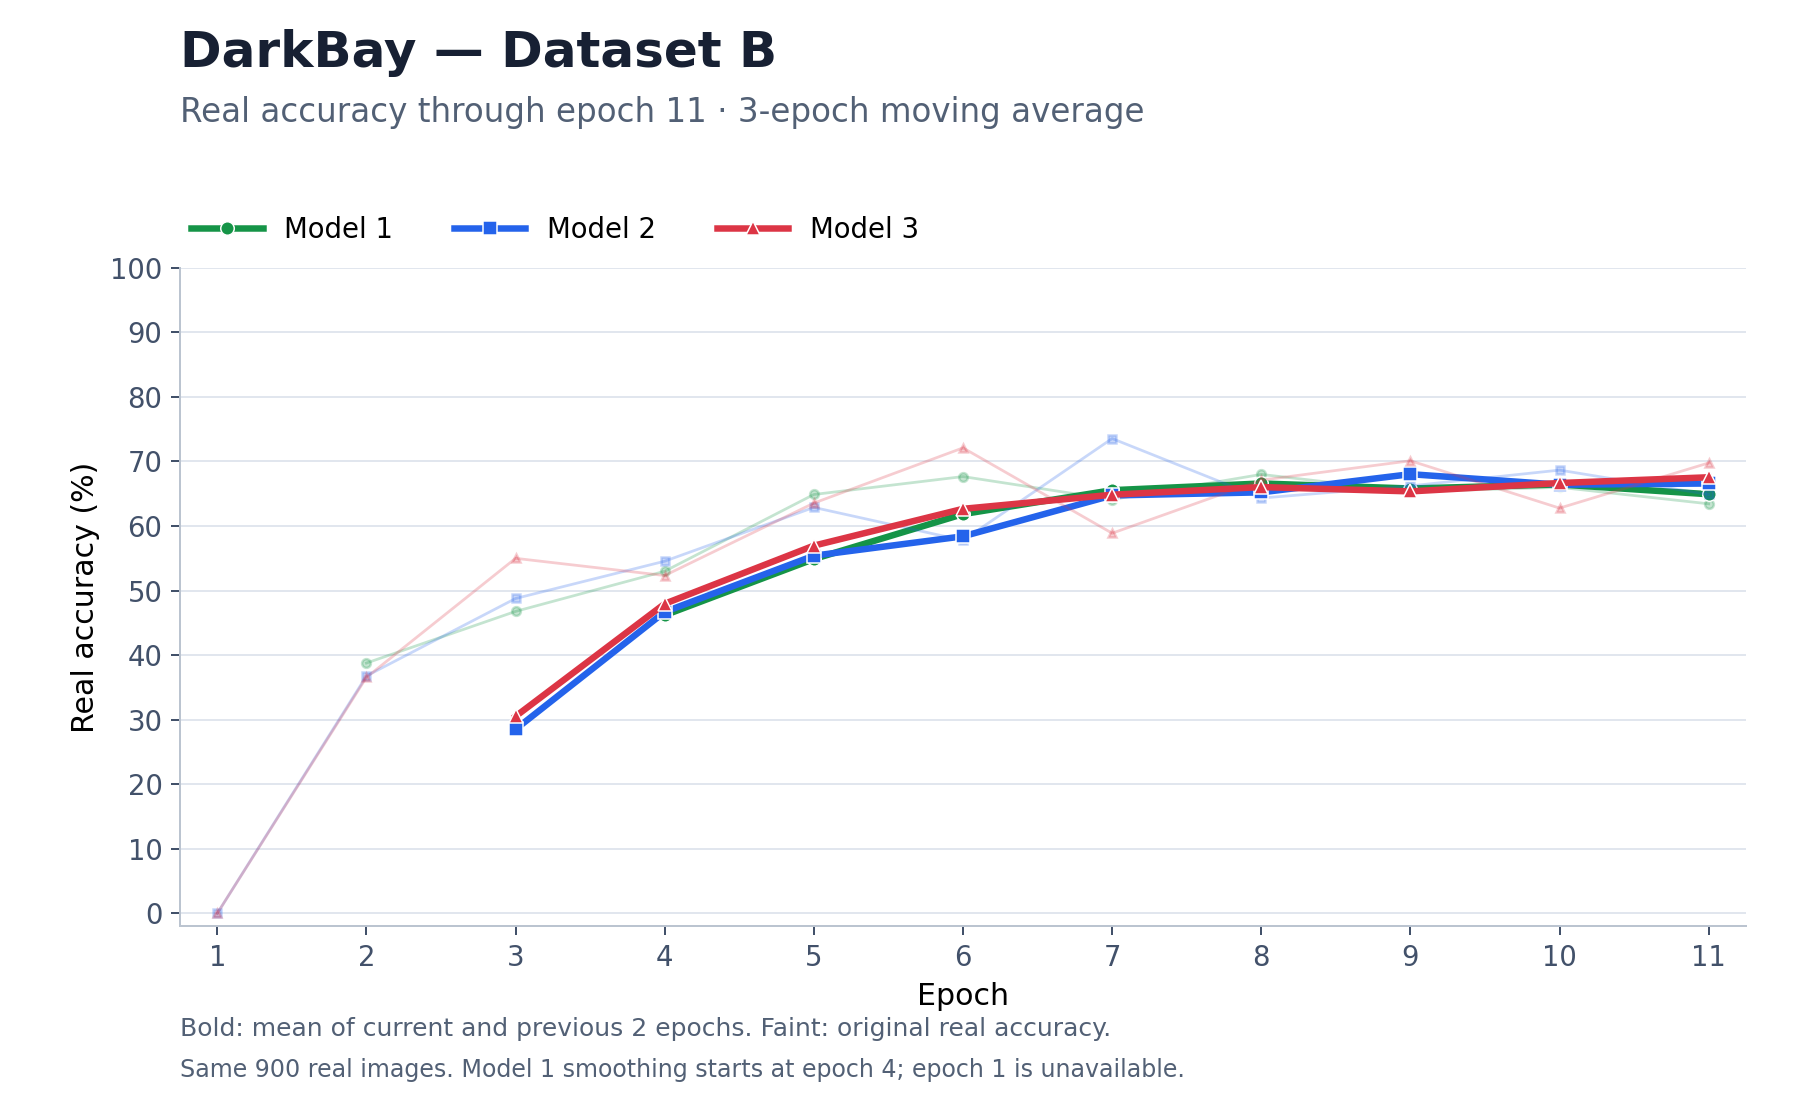 DarkBay — Dataset B
Real accuracy through epoch 11 · 3-epoch moving average
Model 1 Model 2 Model 3
100
90
80
70
60
50
40
30
20
10
0
Real accuracy (%)
1 2 3 4 5 6 7 8 9 10 11
Epoch
Bold: mean of current and previous 2 epochs. Faint: original real accuracy.
Same 900 real images. Model 1 smoothing starts at epoch 4; epoch 1 is unavailable.